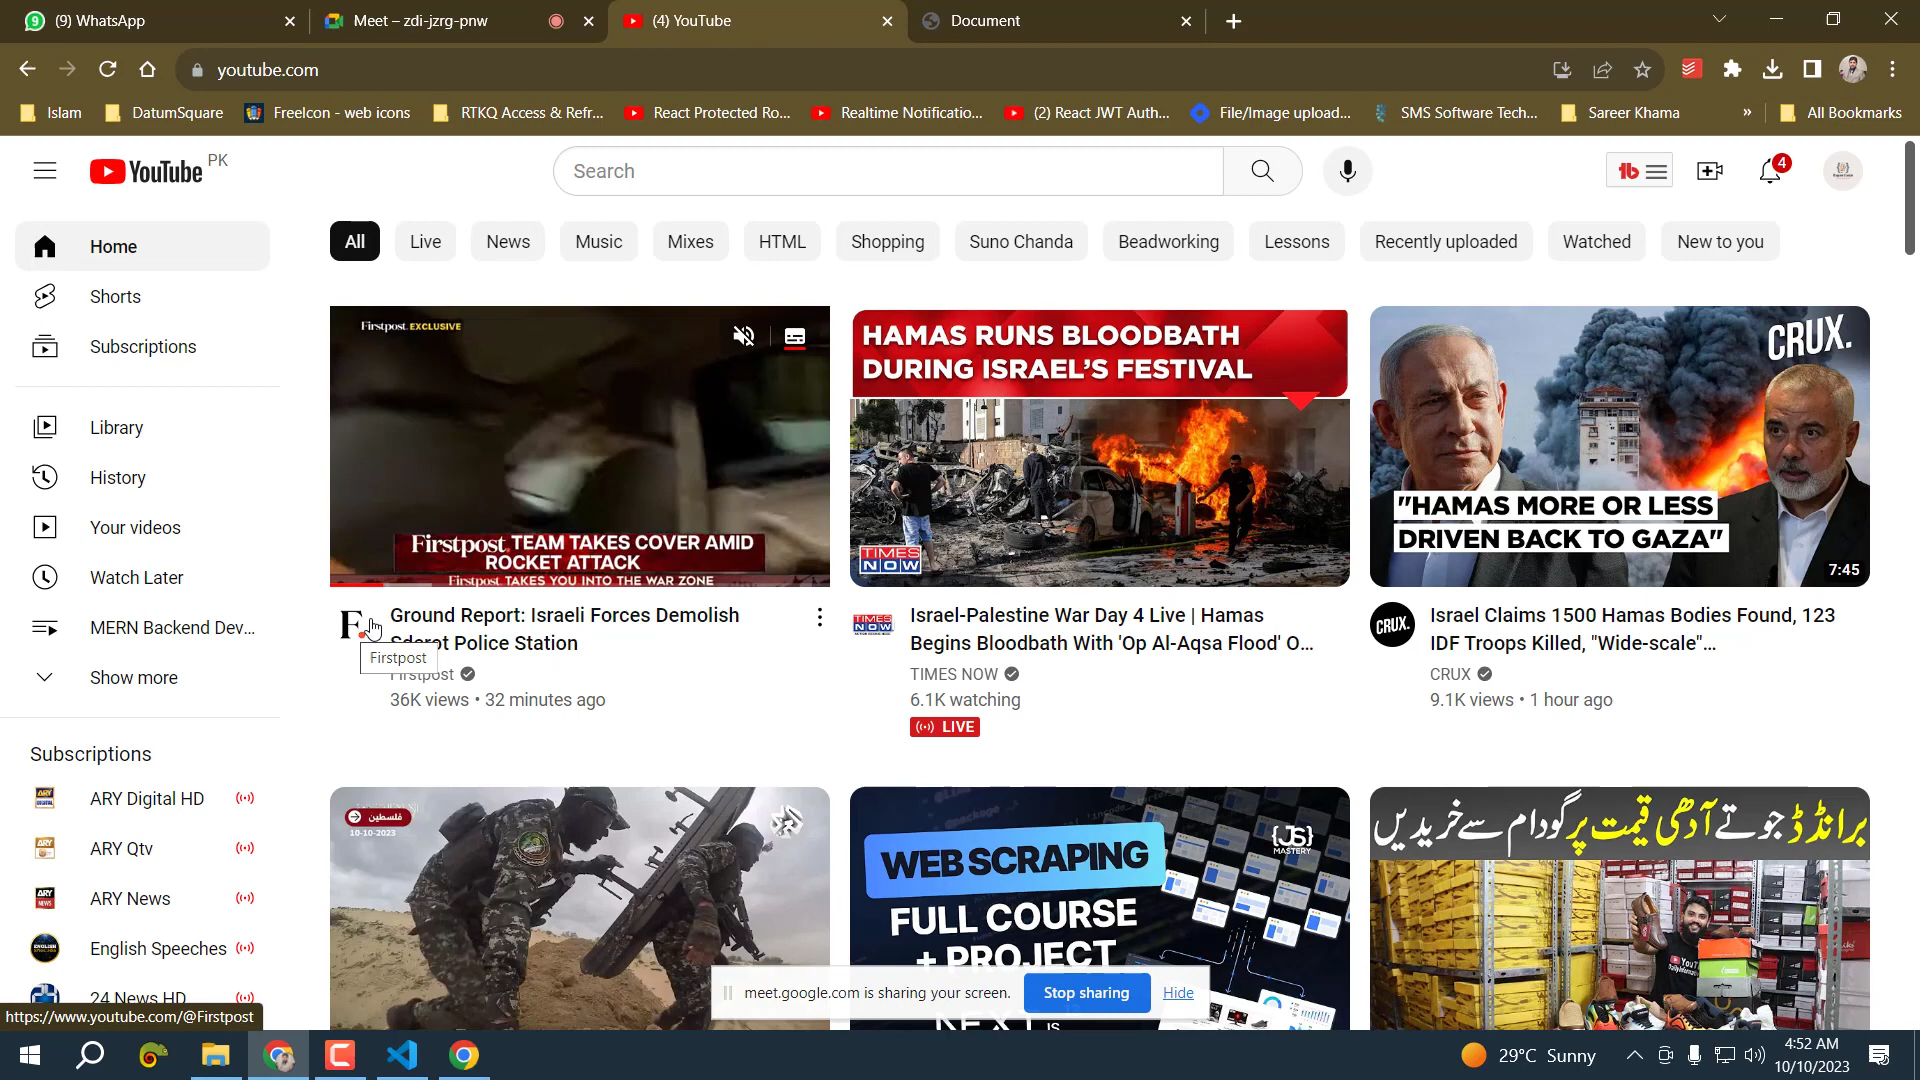 (9) WhatsApp
Meet – zdi-jzrg-pnw
(4) YouTube
Document
youtube.com
Islam
DatumSquare
FreeIcon - web icons
RTKQ Access & Refr...
React Protected Ro...
Realtime Notificatio...
(2) React JWT Auth...
File/Image upload...
SMS Software Tech...
Sareer Khama
»
All Bookmarks
YouTube PK
Search
tb
4
All
Live
News
Music
Mixes
HTML
Shopping
Suno Chanda
Beadworking
Lessons
Recently uploaded
Watched
New to you
Home
Shorts
Subscriptions
Library
History
Your videos
Watch Later
MERN Backend Dev...
Show more
Subscriptions
ARY Digital HD
ARY Qtv
ARY News
English Speeches
24 News HD
https://www.youtube.com/@Firstpost
Firstpost. EXCLUSIVE
Firstpost. TEAM TAKES COVER AMID
ROCKET ATTACK
Firstpost. TAKES YOU INTO THE WAR ZONE
Ground Report: Israeli Forces Demolish
Sderot Police Station
Firstpost
Firstpost
36K views • 32 minutes ago
HAMAS RUNS BLOODBATH
DURING ISRAEL'S FESTIVAL
TIMES
NOW
Israel-Palestine War Day 4 Live | Hamas
Begins Bloodbath With 'Op Al-Aqsa Flood' O...
TIMES NOW
6.1K watching
LIVE
CRUX.
"HAMAS MORE OR LESS
DRIVEN BACK TO GAZA"
7:45
CRUX.
Israel Claims 1500 Hamas Bodies Found, 123
IDF Troops Killed, "Wide-scale"...
CRUX
9.1K views • 1 hour ago
فلسطين
10-10-2023
{JS}
MASTERY
WEB SCRAPING
FULL COURSE
+ PROJECT
برانڈڈ جوتے آدھی قیمت پر گودام سے خریدیں
meet.google.com is sharing your screen.
Stop sharing
Hide
29°C Sunny
4:52 AM
10/10/2023